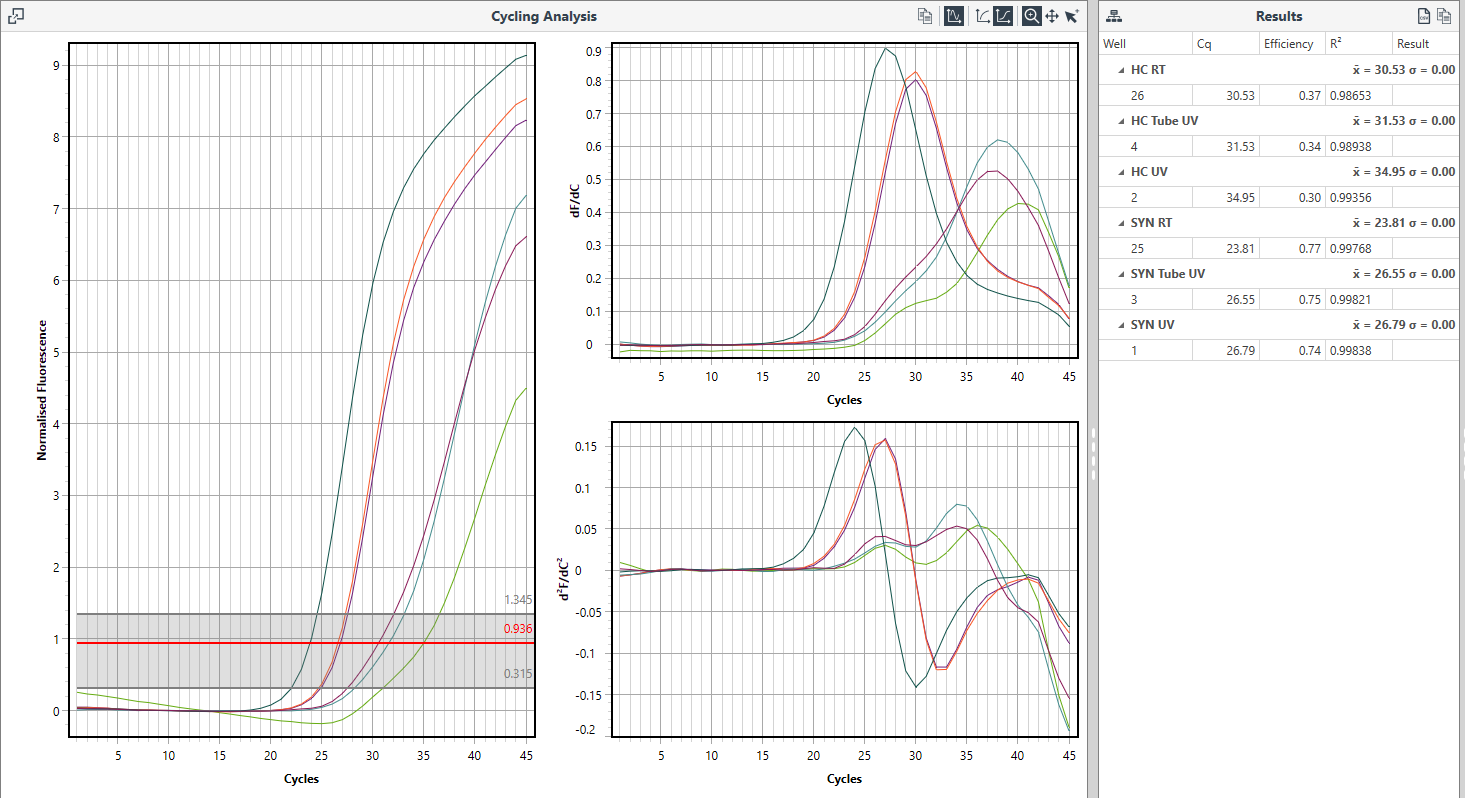 Cycling Analysis
9
8
7
6
5
4
3
2
1
0
Normalised Fluorescence
1.345
0.936
0.315
5 10 15 20 25 30 35 40 45
Cycles
0.9
0.8
0.7
0.6
0.5
0.4
0.3
0.2
0.1
0
dF/dC
5 10 15 20 25 30 35 40 45
Cycles
0.15
0.1
0.05
0
-0.05
-0.1
-0.15
-0.2
d²F/dC²
5 10 15 20 25 30 35 40 45
Cycles
Results
Well Cq Efficiency R² Result
HC RT x̄ = 30.53 σ = 0.00
26 30.53 0.37 0.98653
HC Tube UV x̄ = 31.53 σ = 0.00
4 31.53 0.34 0.98938
HC UV x̄ = 34.95 σ = 0.00
2 34.95 0.30 0.99356
SYN RT x̄ = 23.81 σ = 0.00
25 23.81 0.77 0.99768
SYN Tube UV x̄ = 26.55 σ = 0.00
3 26.55 0.75 0.99821
SYN UV x̄ = 26.79 σ = 0.00
1 26.79 0.74 0.99838